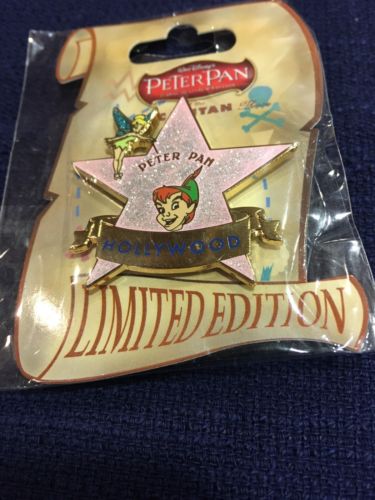 Walt Disney's
PETER PAN
PETER PAN
HOLLYWOOD
LIMITED EDITION